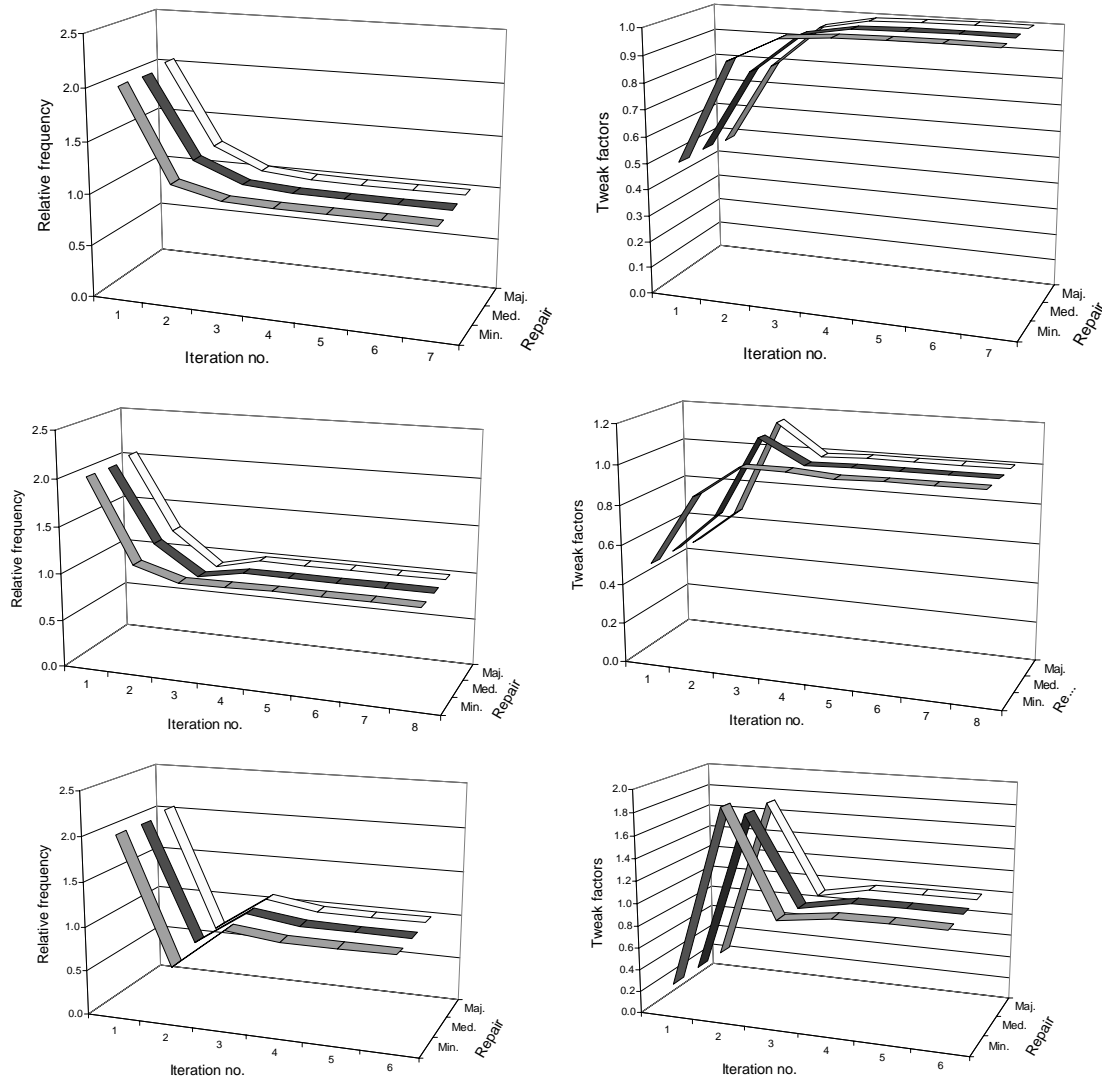 2.5
2.0
1.5
1.0
0.5
0.0
Relative frequency
1 2 3 4 5 6 7
Iteration no.
Min.
Med.
Maj.
Repair
1.0
0.9
0.8
0.7
0.6
0.5
0.4
0.3
0.2
0.1
0.0
Tweak factors
1 2 3 4 5 6 7
Iteration no.
Min.
Med.
Maj.
Repair
2.5
2.0
1.5
1.0
0.5
0.0
Relative frequency
1 2 3 4 5 6 7 8
Iteration no.
Min.
Med.
Maj.
Repair
1.2
1.0
0.8
0.6
0.4
0.2
0.0
Tweak factors
1 2 3 4 5 6 7 8
Iteration no.
Min.
Med.
Maj.
Re...
2.5
2.0
1.5
1.0
0.5
0.0
Relative frequency
1 2 3 4 5 6
Iteration no.
Min.
Med.
Maj.
Repair
2.0
1.8
1.6
1.4
1.2
1.0
0.8
0.6
0.4
0.2
0.0
Tweak factors
1 2 3 4 5 6
Iteration no.
Min.
Med.
Maj.
Repair